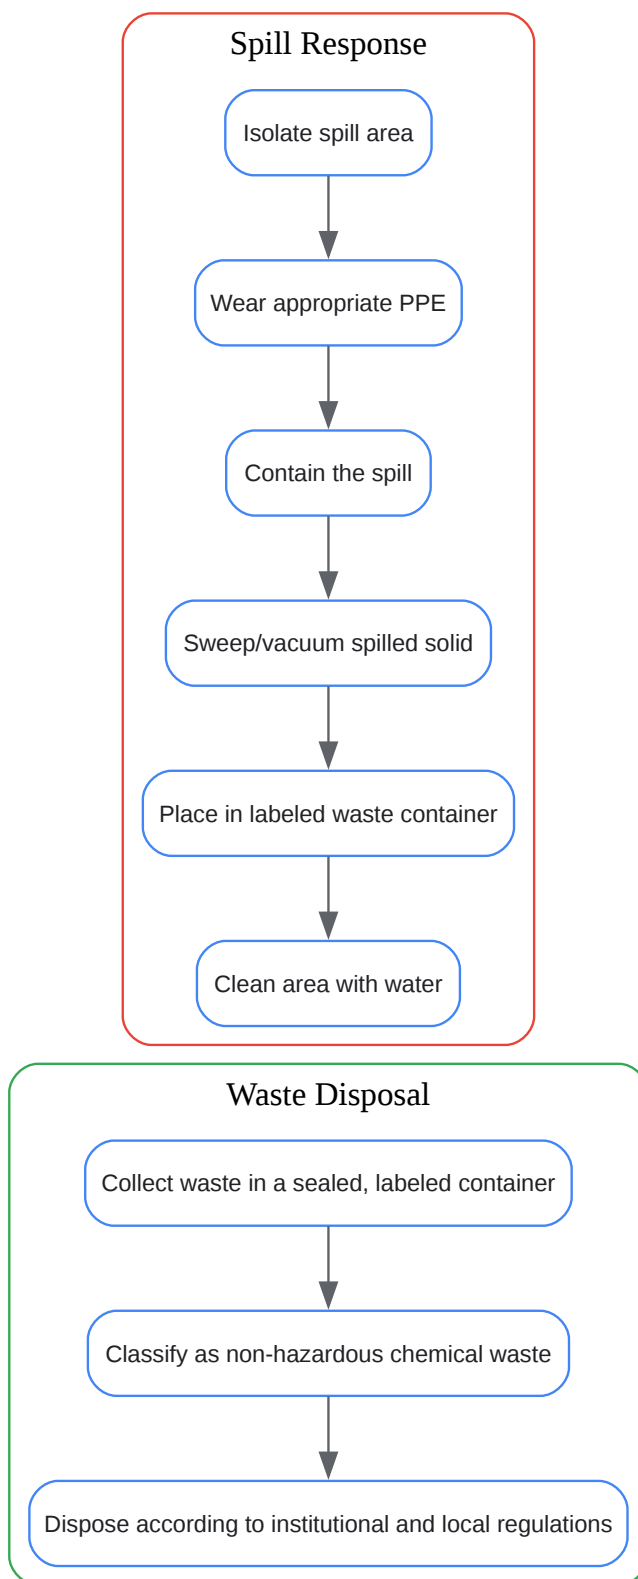 Spill Response
Isolate spill area
Wear appropriate PPE
Contain the spill
Sweep/vacuum spilled solid
Place in labeled waste container
Clean area with water
Waste Disposal
Collect waste in a sealed, labeled container
Classify as non-hazardous chemical waste
Dispose according to institutional and local regulations